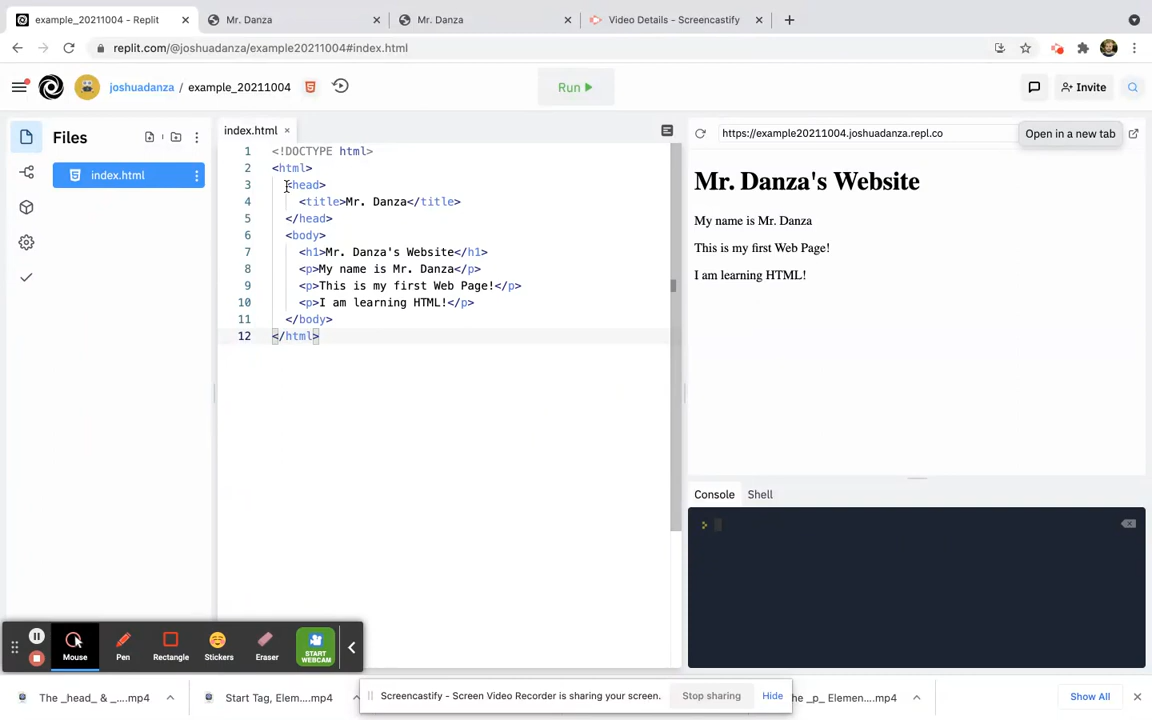 example_20211004 - Replit
Mr. Danza
Mr. Danza
Video Details - Screencastify
replit.com/@joshuadanza/example20211004#index.html
joshuadanza / example_20211004
Run
Invite
Files
index.html
index.html
https://example20211004.joshuadanza.repl.co
Open in a new tab
1 <!DOCTYPE html>
2 <html>
3 <head>
4 <title>Mr. Danza</title>
5 </head>
6 <body>
7 <h1>Mr. Danza's Website</h1>
8 <p>My name is Mr. Danza</p>
9 <p>This is my first Web Page!</p>
10 <p>I am learning HTML!</p>
11 </body>
12 </html>
Mr. Danza's Website
My name is Mr. Danza
This is my first Web Page!
I am learning HTML!
Console
Shell
Mouse
Pen
Rectangle
Stickers
Eraser
START WEBCAM
The _head_ & _....mp4
Start Tag, Elem....mp4
Screencastify - Screen Video Recorder is sharing your screen.
Stop sharing
Hide
he _p_ Elemen....mp4
Show All